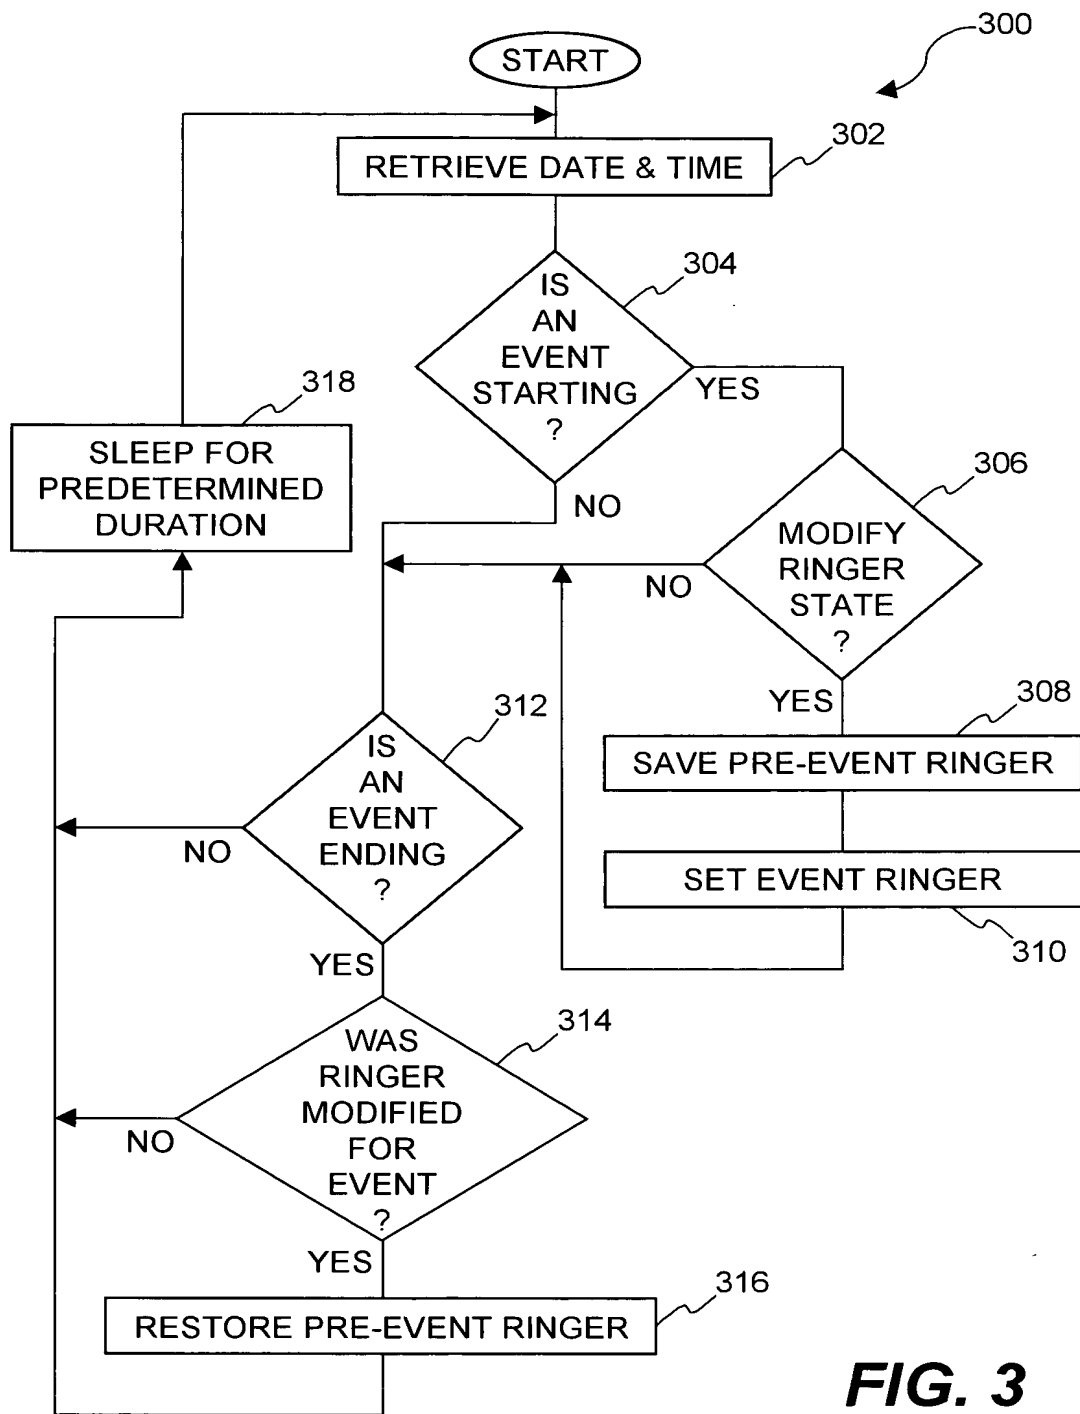 300
START
302
RETRIEVE DATE & TIME
304
IS
AN
EVENT
STARTING
?
YES
NO
318
SLEEP FOR
PREDETERMINED
DURATION
306
MODIFY
RINGER
STATE
?
NO
YES
308
SAVE PRE-EVENT RINGER
SET EVENT RINGER
310
312
IS
AN
EVENT
ENDING
?
NO
YES
314
WAS
RINGER
MODIFIED
FOR
EVENT
?
NO
YES
316
RESTORE PRE-EVENT RINGER
FIG. 3